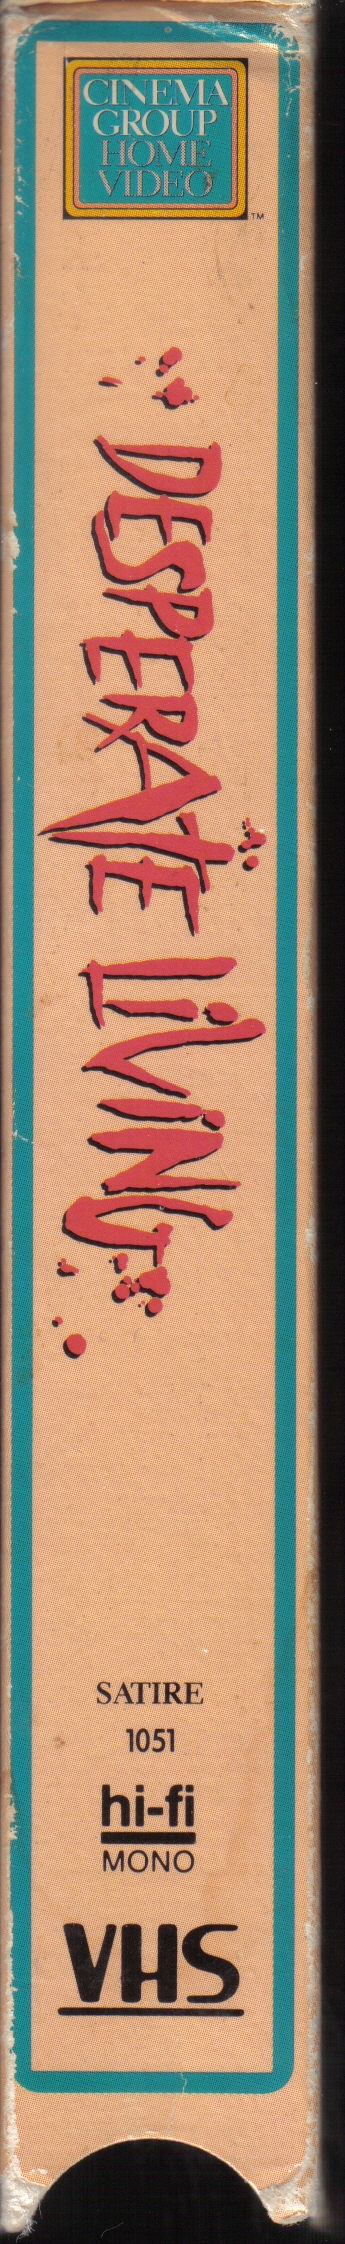 CINEMA
GROUP
HOME
VIDEO
™
DESPERATE LiViNG
SATIRE
1051
hi-fi
MONO
VHS